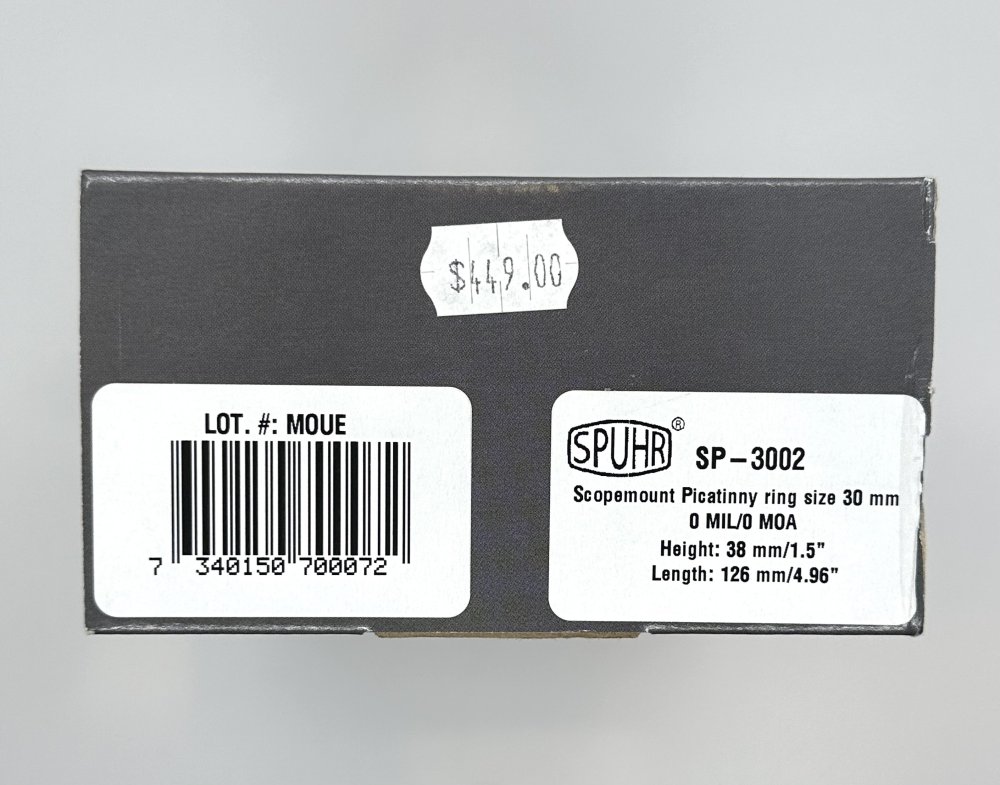 $449.00
LOT. #: MOUE
7 340150 700072
SPUHR® SP-3002
Scopemount Picatinny ring size 30 mm
0 MIL/0 MOA
Height: 38 mm/1.5"
Length: 126 mm/4.96"